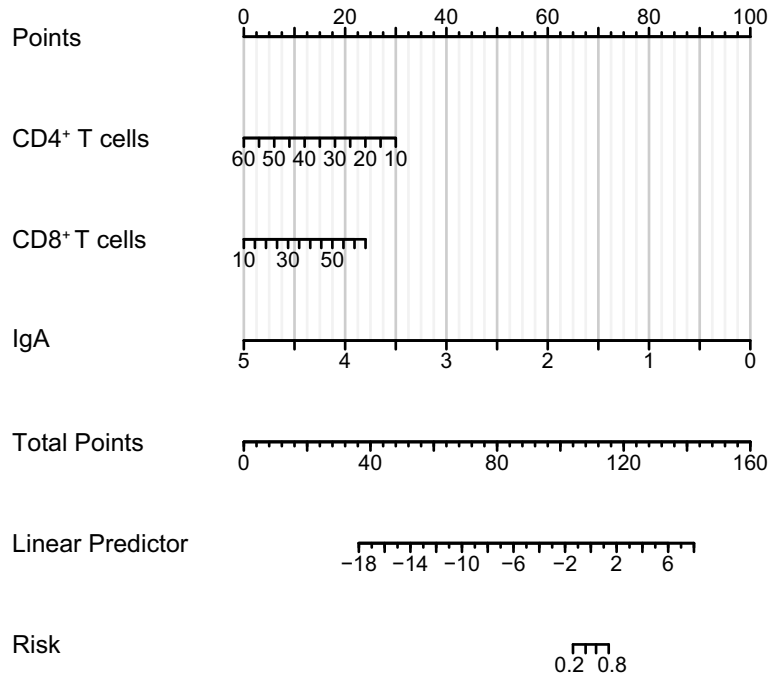 Points
0 20 40 60 80 100
CD4⁺ T cells
60 50 40 30 20 10
CD8⁺ T cells
10 30 50
IgA
5 4 3 2 1 0
Total Points
0 40 80 120 160
Linear Predictor
−18 −14 −10 −6 −2 2 6
Risk
0.2 0.8